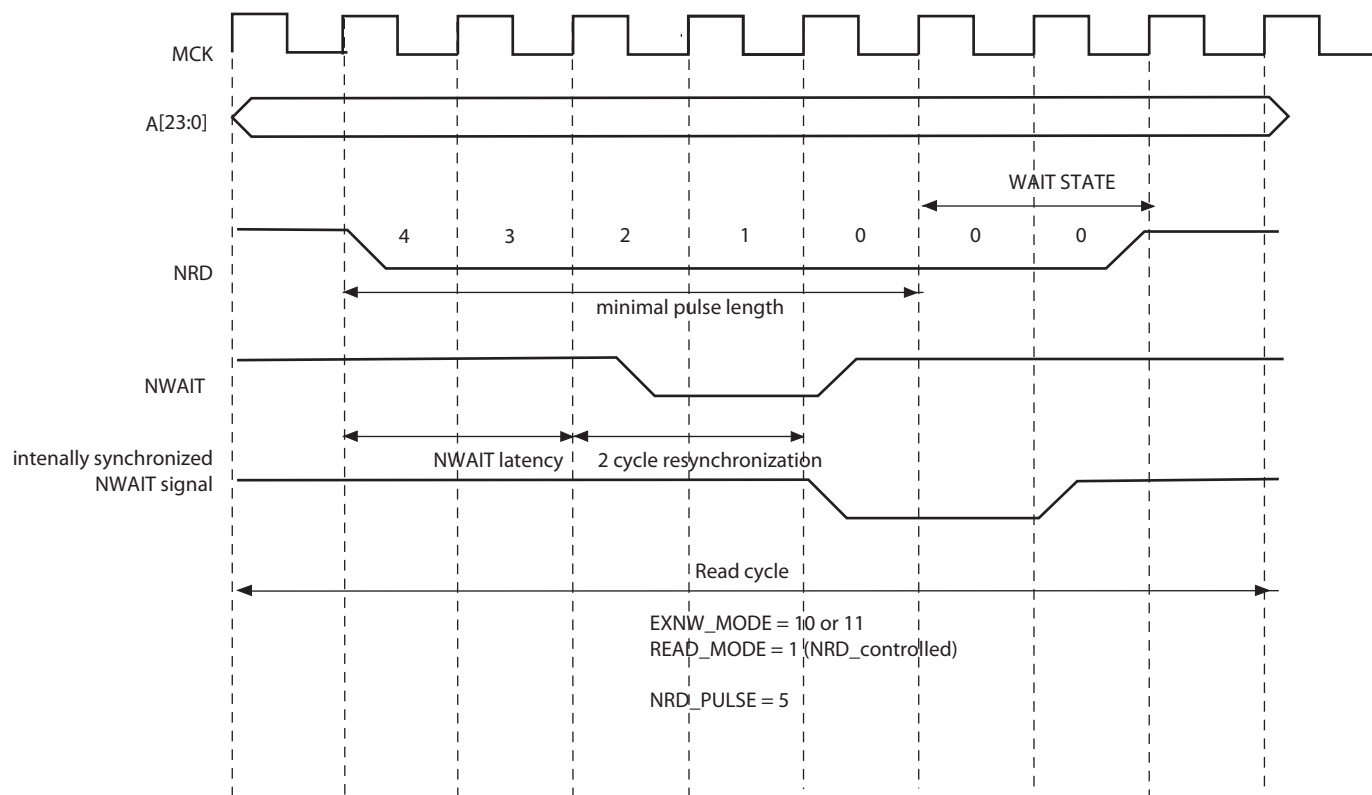 MCK
A[23:0]
WAIT STATE
4 3 2 1 0 0 0
NRD
minimal pulse length
NWAIT
NWAIT latency
2 cycle resynchronization
intenally synchronized
NWAIT signal
Read cycle
EXNW_MODE = 10 or 11
READ_MODE = 1 (NRD_controlled)
NRD_PULSE = 5